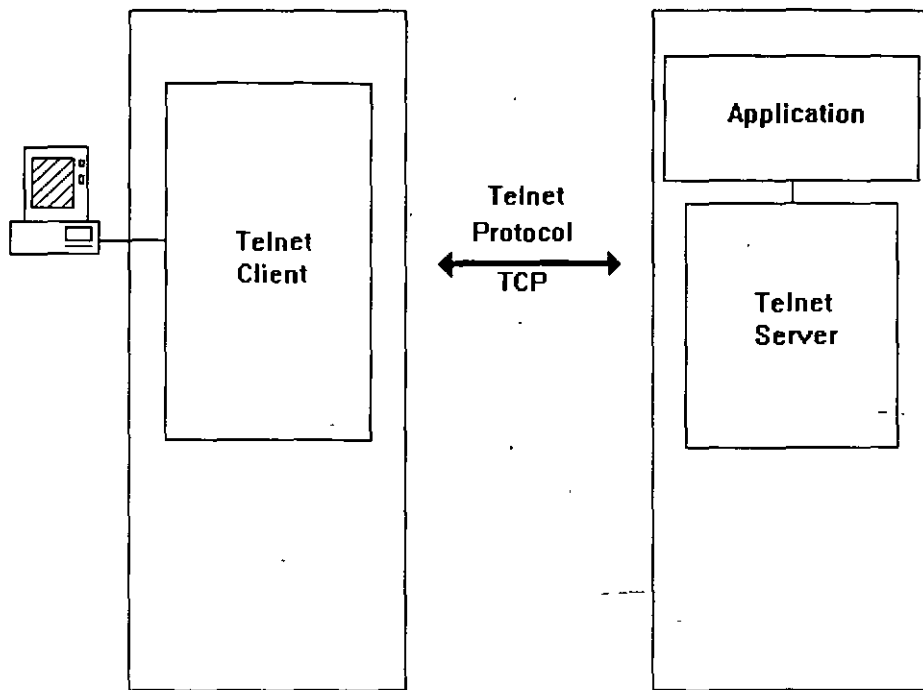 Application
Telnet
Protocol
TCP
Telnet
Client
Telnet
Server